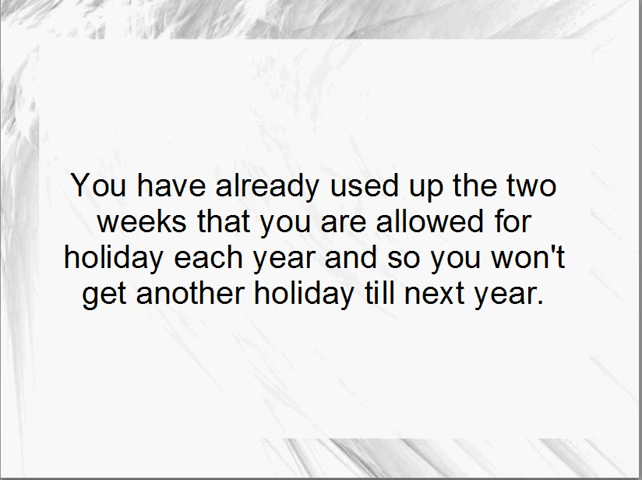 You have already used up the two
weeks that you are allowed for
holiday each year and so you won't
get another holiday till next year.